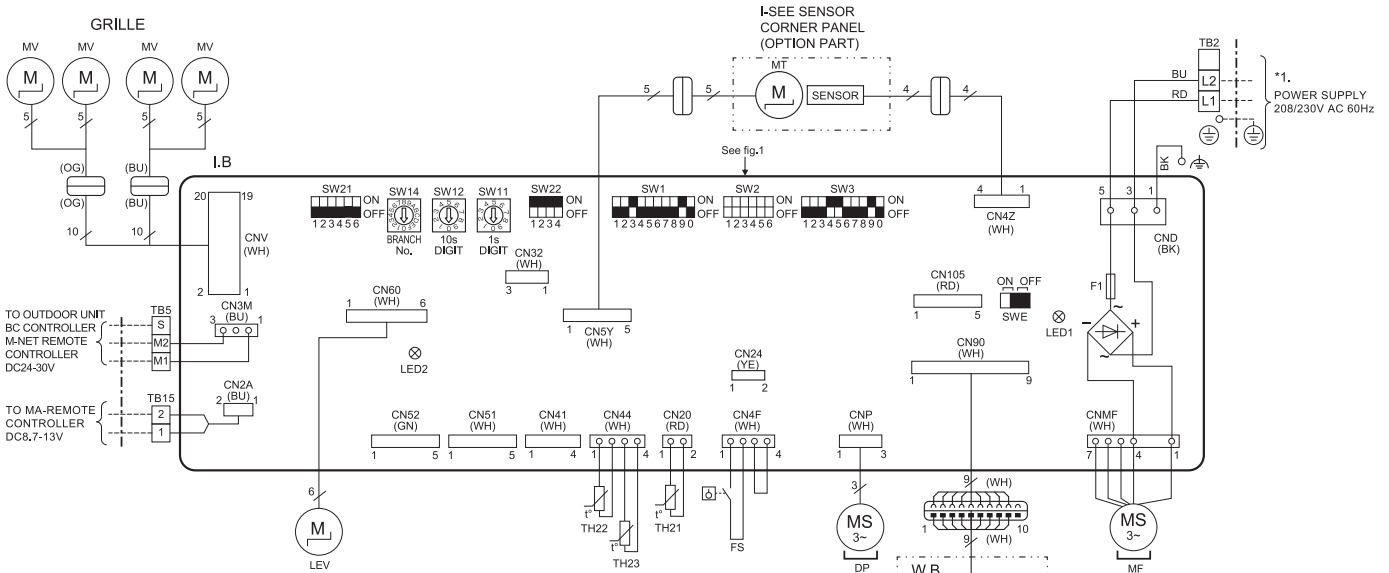 GRILLE
I-SEE SENSOR
CORNER PANEL
(OPTION PART)
TB2
MV MV MV MV
MT
M M M M
M
SENSOR
BU
L2
RD
L1
*1.
POWER SUPPLY
208/230V AC 60Hz
5 5 5 5
5 5 4 4
BK
See fig.1
(OG) (BU)
(OG) (BU)
10 10
I.B
20 19
CNV
(WH)
2 1
SW21
ON
OFF
123456
SW14
BRANCH
No.
SW12
10s
DIGIT
SW11
1s
DIGIT
SW22
ON
OFF
1234
SW1
ON
OFF
1234567890
SW2
ON
OFF
123456
SW3
ON
OFF
1234567890
4 1
CN4Z
(WH)
5 3 1
CND
(BK)
CN32
(WH)
3 1
CN60
(WH)
1 6
CN5Y
(WH)
1 5
CN105
(RD)
1 5
ON OFF
SWE
LED1
F1
~
− +
~
TO OUTDOOR UNIT
BC CONTROLLER
M-NET REMOTE
CONTROLLER
DC24-30V
TB5
S
M2
M1
CN3M
(BU)
3 1
LED2
CN24
(YE)
1 2
CN90
(WH)
1 9
TO MA-REMOTE
CONTROLLER
DC8.7-13V
TB15
2
1
CN2A
(BU)
2 1
CN52
(GN)
1 5
CN51
(WH)
1 5
CN41
(WH)
1 4
CN44
(WH)
1 4
CN20
(RD)
1 2
CN4F
(WH)
1 4
CNP
(WH)
1 3
CNMF
(WH)
7 4 1
6
M
LEV
t°
TH22
t°
TH23
t°
TH21
FS
3
MS
3~
DP
9 (WH)
1 10
9 (WH)
W.B
MS
3~
MF